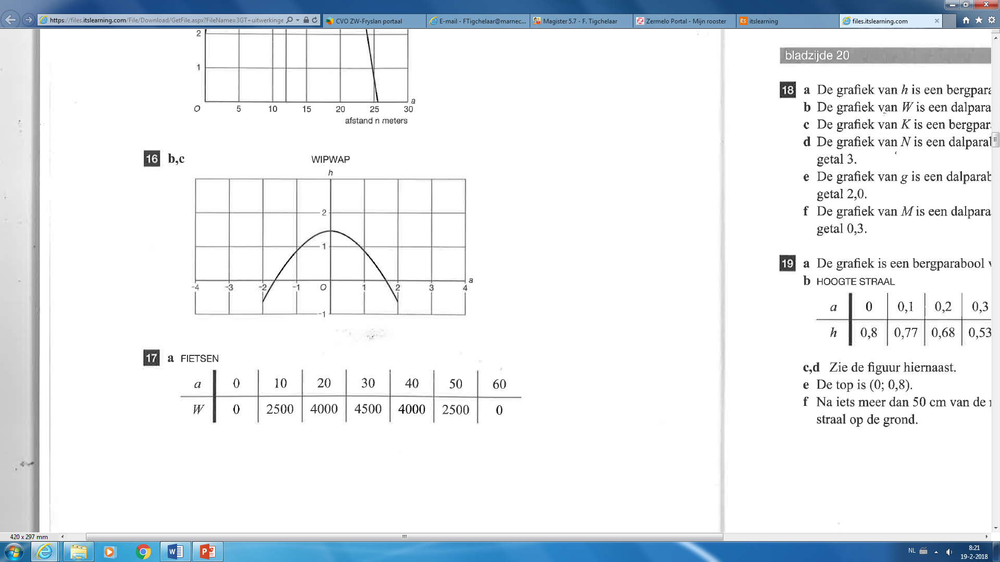 https://files.itslearning.com/File/Download/GetFile.aspx?FileName=3GT+uitwerkinge
CVO ZW-Fryslan portaal
E-mail - FTigchelaar@marnec...
Magister 5.7 - F. Tigchelaar
Zermelo Portal - Mijn rooster
its itslearning
files.itslearning.com
2
1
O 5 10 15 20 25 30 a
afstand n meters
16 b,c WIPWAP
h
2
1
-4 -3 -2 -1 O 1 2 3 4 a
-1
17 a FIETSEN
a 0 10 20 30 40 50 60
W 0 2500 4000 4500 4000 2500 0
bladzijde 20
18 a De grafiek van h is een bergpara
b De grafiek van W is een dalpara
c De grafiek van K is een bergpar
d De grafiek van N is een dalparal
getal 3.
e De grafiek van g is een dalparab
getal 2,0.
f De grafiek van M is een dalpara
getal 0,3.
19 a De grafiek is een bergparabool v
b HOOGTE STRAAL
a 0 0,1 0,2 0,3
h 0,8 0,77 0,68 0,53
c,d Zie de figuur hiernaast.
e De top is (0; 0,8).
f Na iets meer dan 50 cm van de
straal op de grond.
420 x 297 mm
NL
8:21
19-2-2018